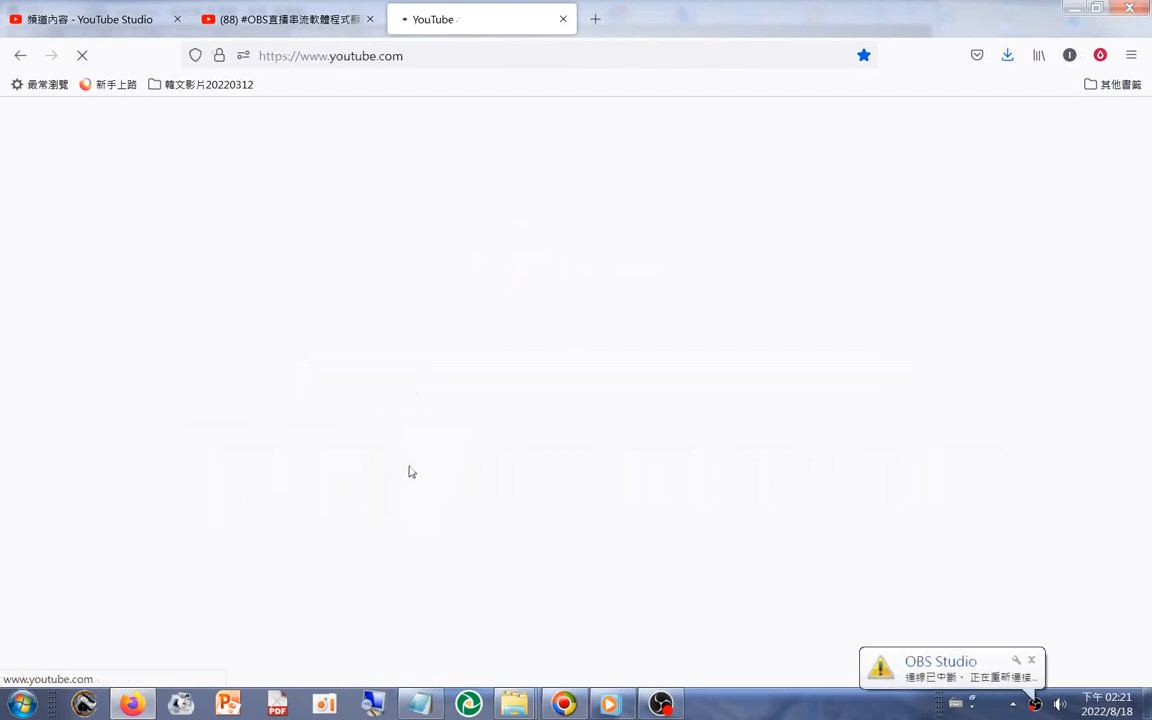 頻道內容 - YouTube Studio
(88) #OBS直播串流軟體程式顯
YouTube
https://www.youtube.com
最常瀏覽
新手上路
韓文影片20220312
其他書籤
www.youtube.com
OBS Studio
連線已中斷。 正在重新連接...
下午 02:21
2022/8/18